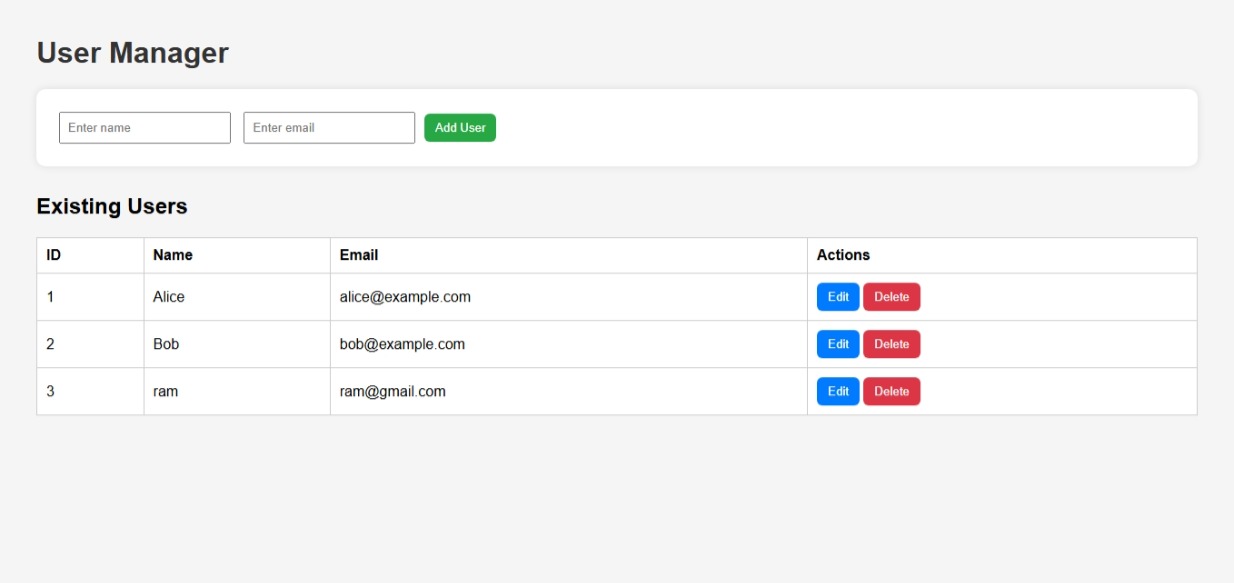 User Manager
Enter name Enter email Add User
Existing Users
ID Name Email Actions
1 Alice alice@example.com Edit Delete
2 Bob bob@example.com Edit Delete
3 ram ram@gmail.com Edit Delete